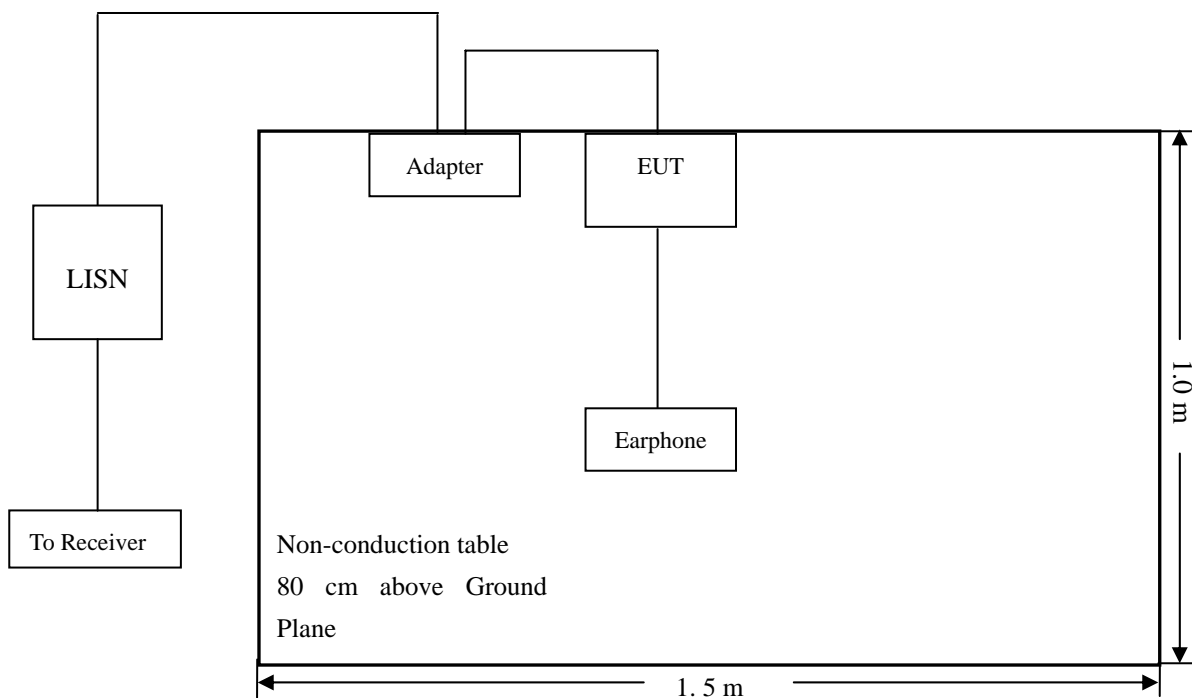 Adapter
EUT
LISN
Earphone
To Receiver
Non-conduction table
80 cm above Ground
Plane
1.0 m
1. 5 m